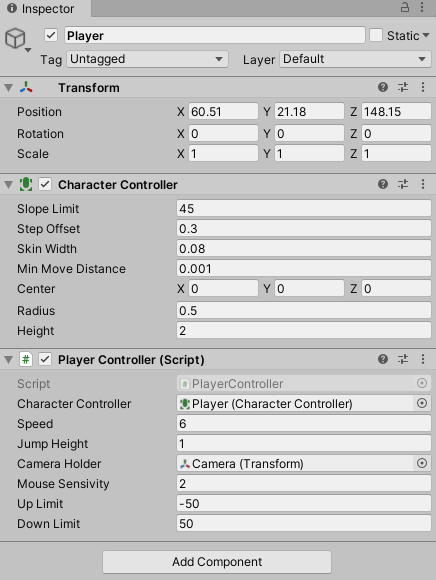 Inspector
Player
Static
Tag Untagged Layer Default
Transform
Position X 60.51 Y 21.18 Z 148.15
Rotation X 0 Y 0 Z 0
Scale X 1 Y 1 Z 1
Character Controller
Slope Limit 45
Step Offset 0.3
Skin Width 0.08
Min Move Distance 0.001
Center X 0 Y 0 Z 0
Radius 0.5
Height 2
# Player Controller (Script)
Script # PlayerController
Character Controller Player (Character Controller)
Speed 6
Jump Height 1
Camera Holder Camera (Transform)
Mouse Sensivity 2
Up Limit -50
Down Limit 50
Add Component